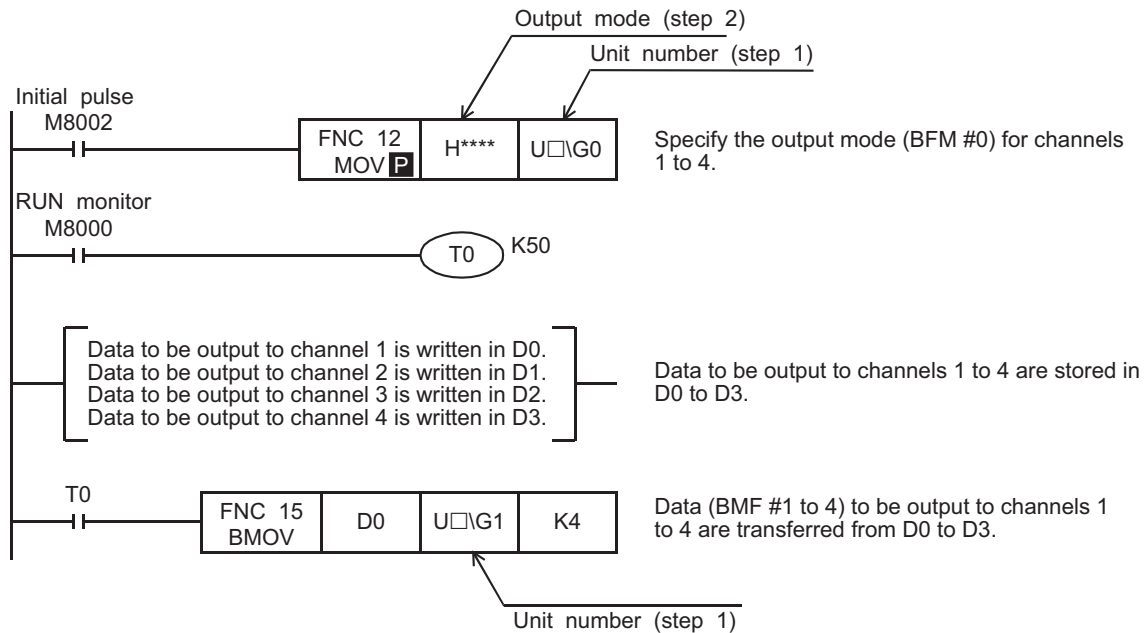 Output mode (step 2)
Unit number (step 1)
Initial pulse
M8002
FNC 12
MOV P
H****
U□\G0
Specify the output mode (BFM #0) for channels
1 to 4.
RUN monitor
M8000
T0
K50
Data to be output to channel 1 is written in D0.
Data to be output to channel 2 is written in D1.
Data to be output to channel 3 is written in D2.
Data to be output to channel 4 is written in D3.
Data to be output to channels 1 to 4 are stored in
D0 to D3.
T0
FNC 15
BMOV
D0
U□\G1
K4
Data (BMF #1 to 4) to be output to channels 1
to 4 are transferred from D0 to D3.
Unit number (step 1)